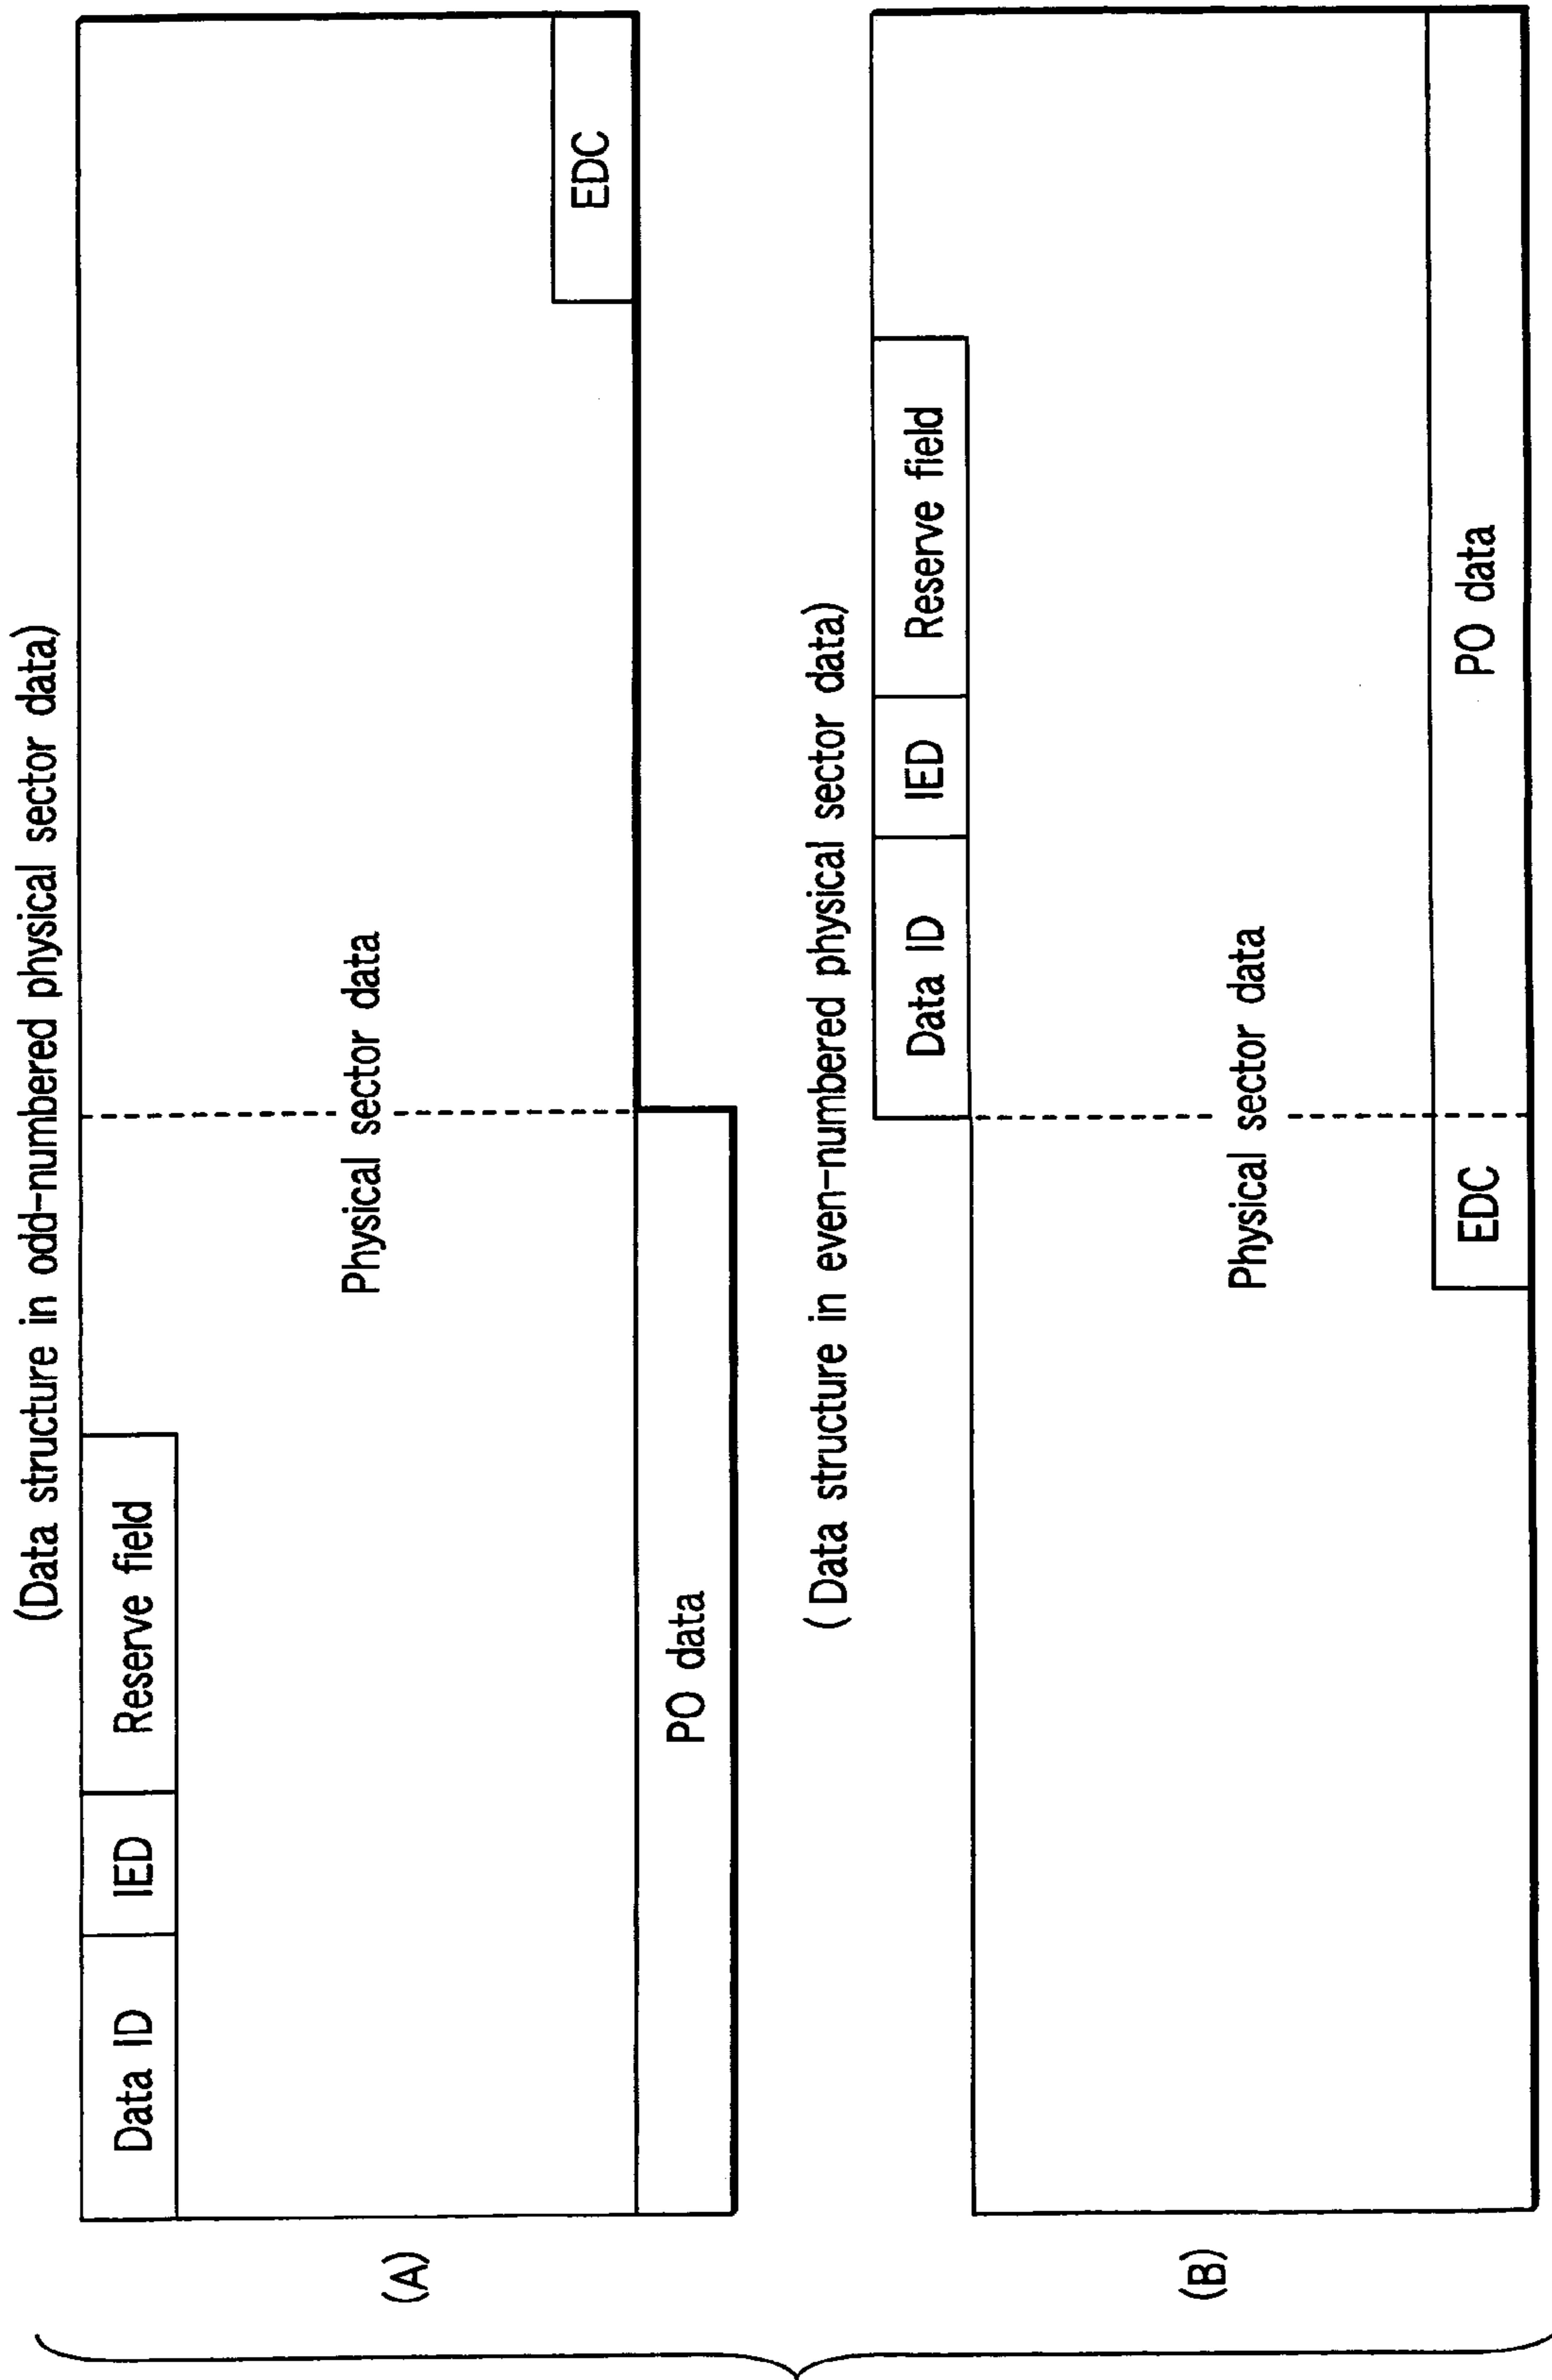 (Data structure in odd-numbered physical sector data)
(A)
Data ID IED Reserve field
Physical sector data
EDC
PO data
(Data structure in even-numbered physical sector data)
(B)
Data ID IED Reserve field
Physical sector data
EDC PO data